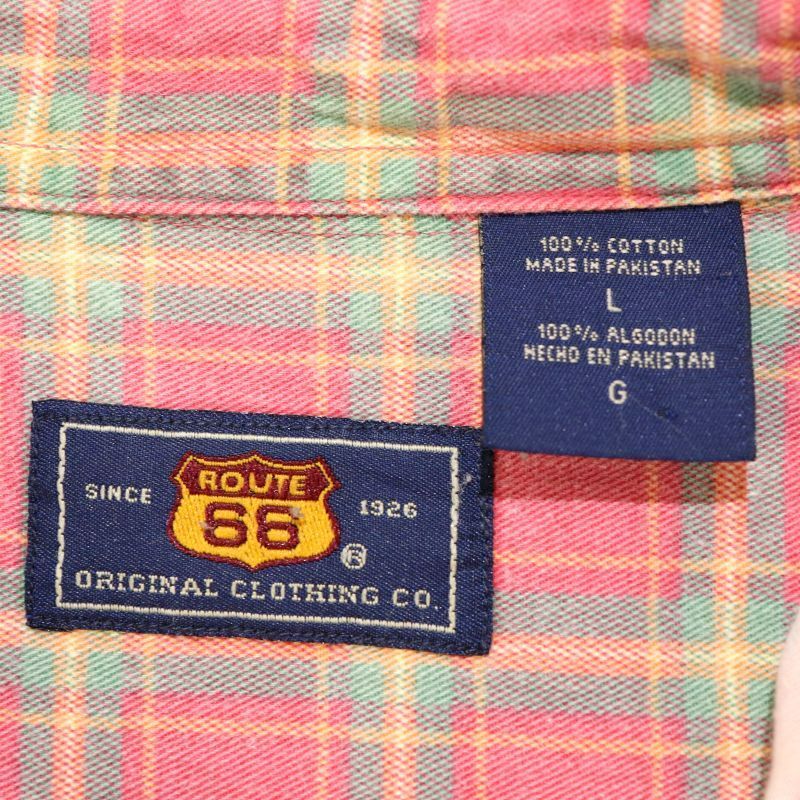 100% COTTON
MADE IN PAKISTAN
L
100% ALGODON
HECHO EN PAKISTAN
G
SINCE
ROUTE
66
1926
®
ORIGINAL CLOTHING CO.